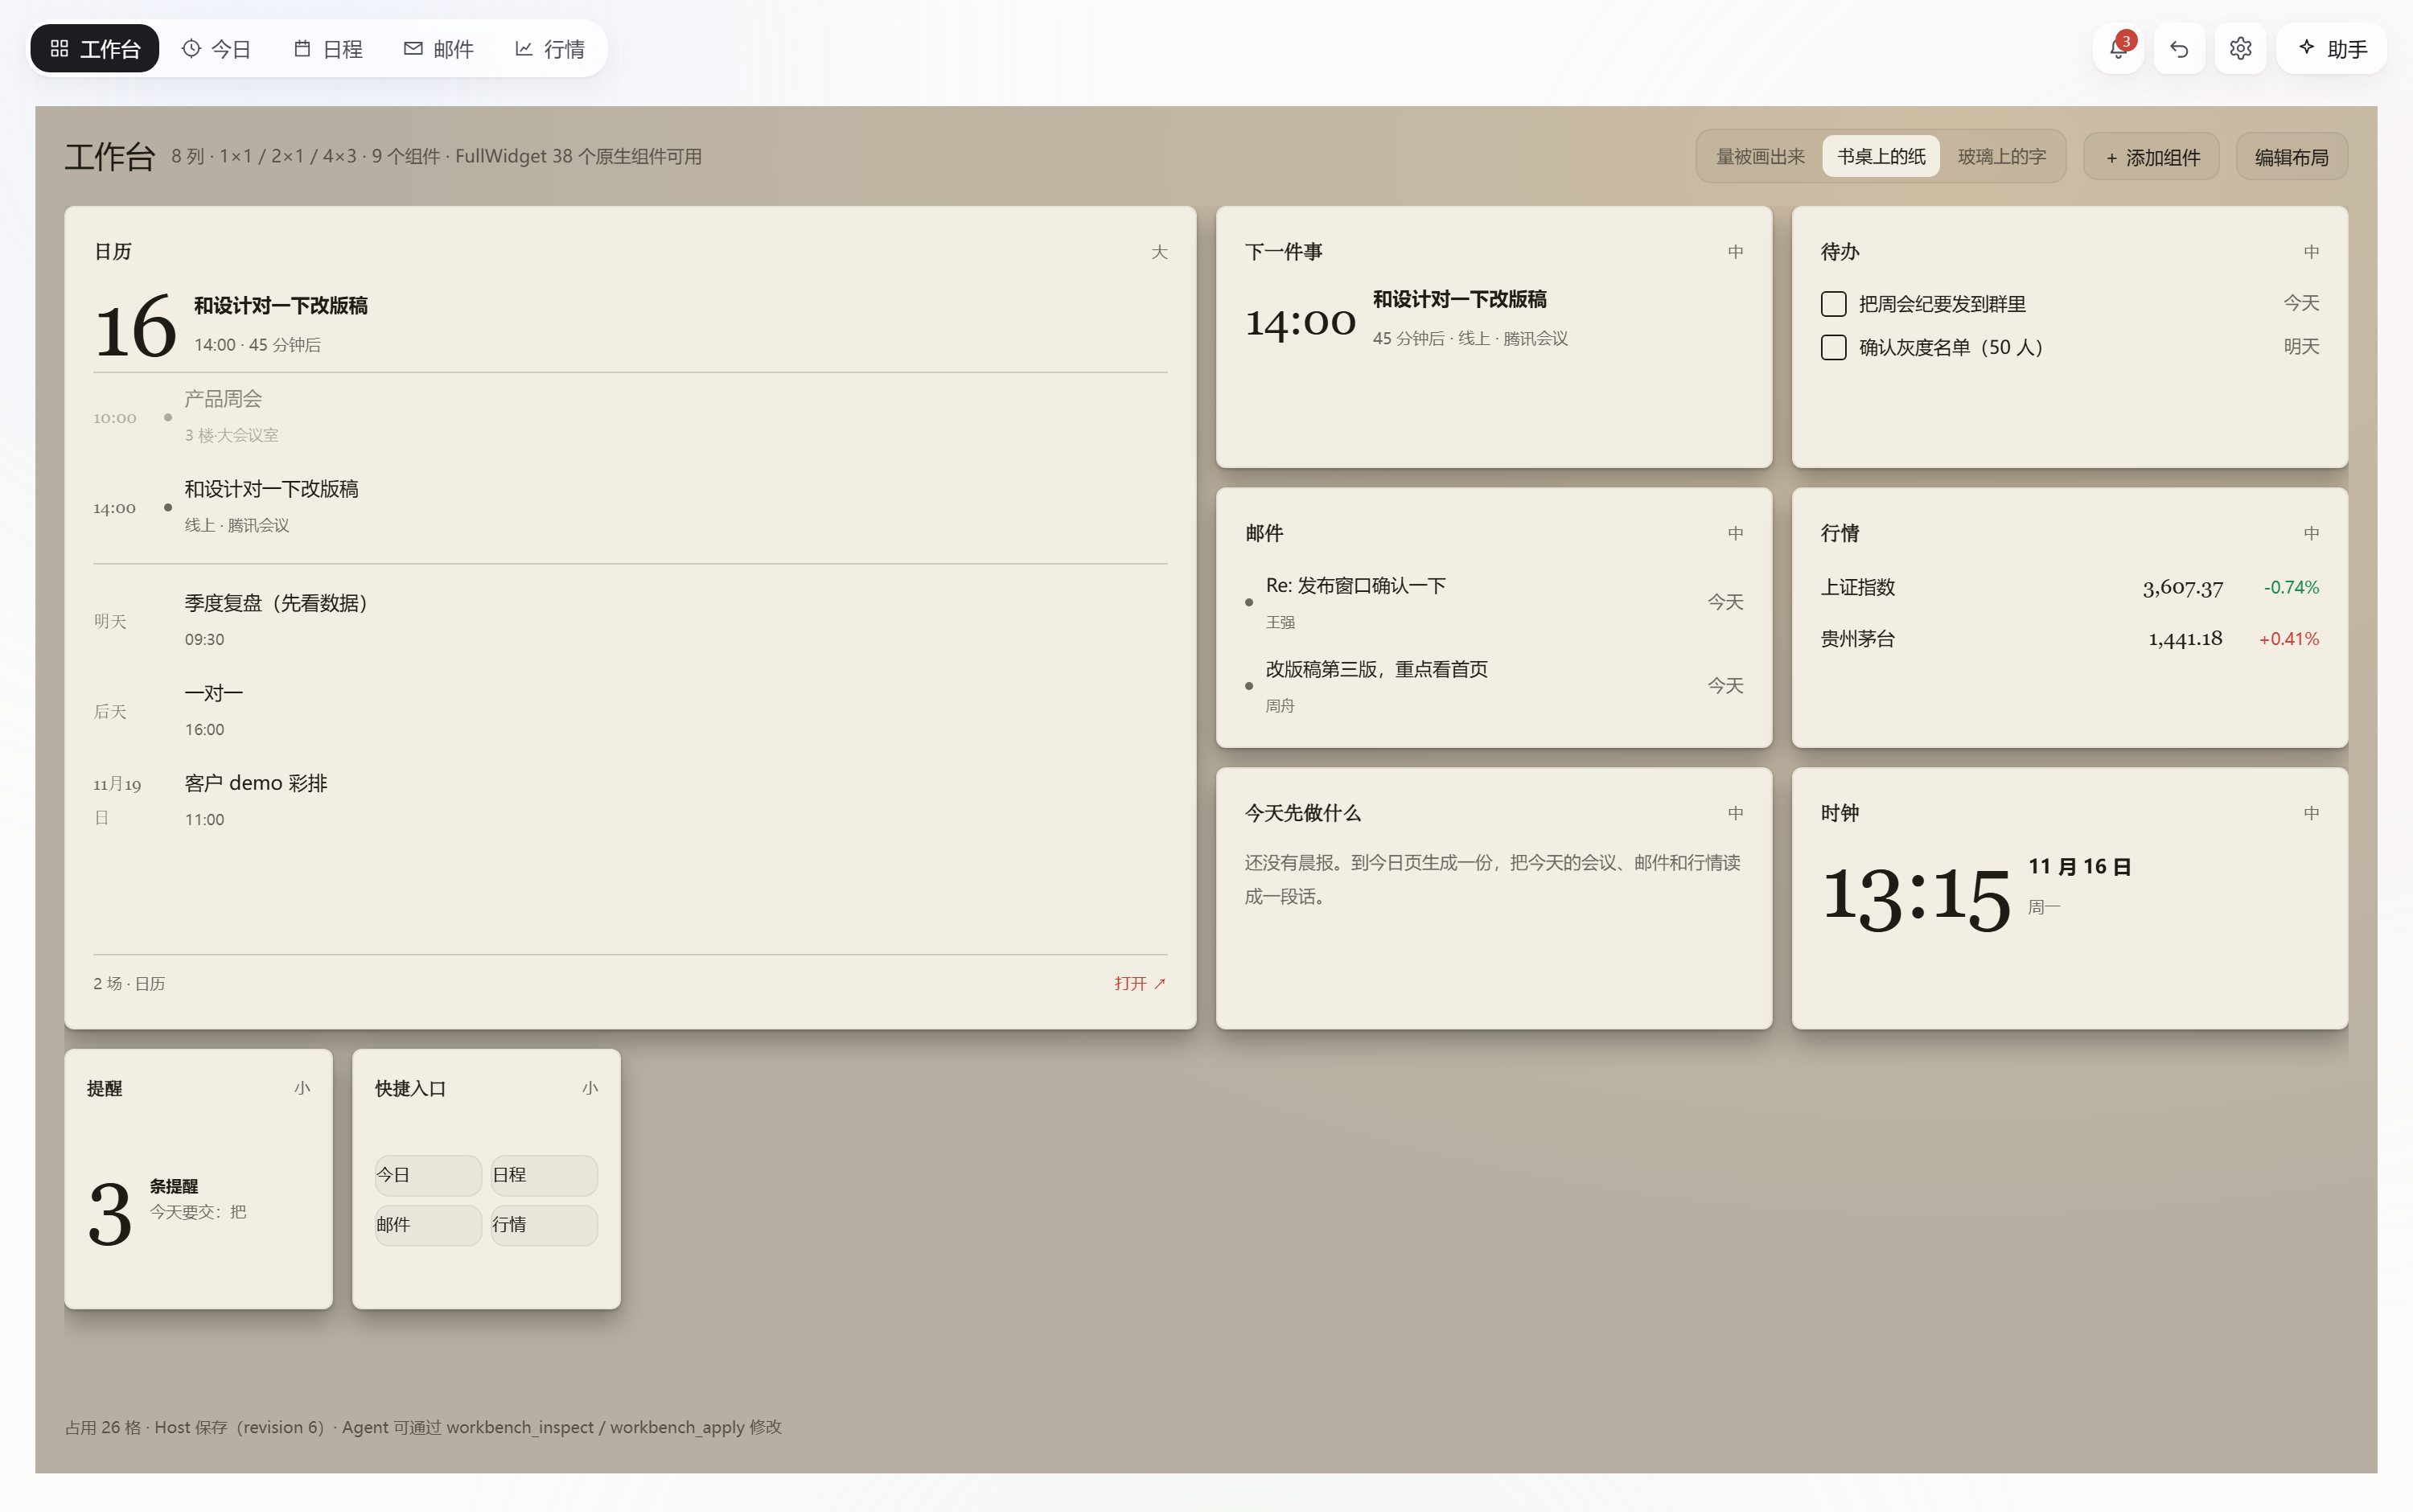 工作台
今日
日程
邮件
行情
3
助手
工作台
8 列 · 1×1 / 2×1 / 4×3 · 9 个组件 · FullWidget 38 个原生组件可用
量被画出来
书桌上的纸
玻璃上的字
+ 添加组件
编辑布局
日历
大
16
和设计对一下改版稿
14:00 · 45 分钟后
10:00
产品周会
3 楼·大会议室
14:00
和设计对一下改版稿
线上 · 腾讯会议
明天
季度复盘（先看数据）
09:30
后天
一对一
16:00
11月19
日
客户 demo 彩排
11:00
2 场 · 日历
打开 ↗
下一件事
中
14:00
和设计对一下改版稿
45 分钟后 · 线上 · 腾讯会议
待办
中
把周会纪要发到群里
今天
确认灰度名单（50 人）
明天
邮件
中
Re: 发布窗口确认一下
王强
今天
改版稿第三版，重点看首页
周舟
今天
行情
中
上证指数
3,607.37
-0.74%
贵州茅台
1,441.18
+0.41%
今天先做什么
中
还没有晨报。到今日页生成一份，把今天的会议、邮件和行情读
成一段话。
时钟
中
13:15
11 月 16 日
周一
提醒
小
3
条提醒
今天要交：把
快捷入口
小
今日
日程
邮件
行情
占用 26 格 · Host 保存（revision 6）· Agent 可通过 workbench_inspect / workbench_apply 修改